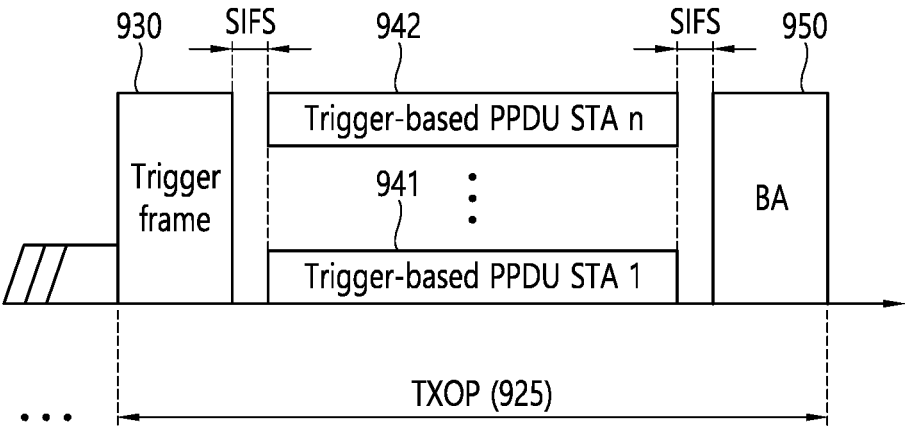 930
SIFS
942
SIFS
950
Trigger-based PPDU STA n
Trigger
frame
941
BA
Trigger-based PPDU STA 1
TXOP (925)